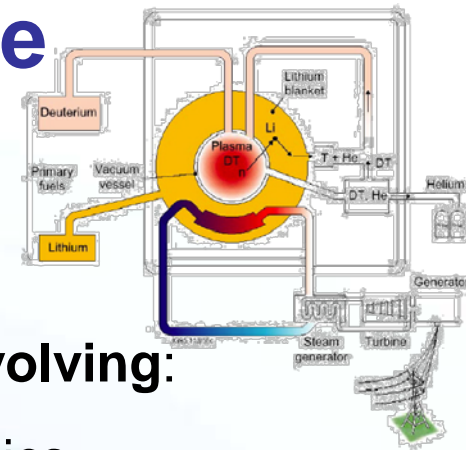 e
Deuterium
Lithium
blanket
Li
Plasma
DT
n
T + He
DT
Primary
fuels
Vacuum
vessel
DT, He
Helium
Lithium
Generator
Steam
generator
Turbine
volving: